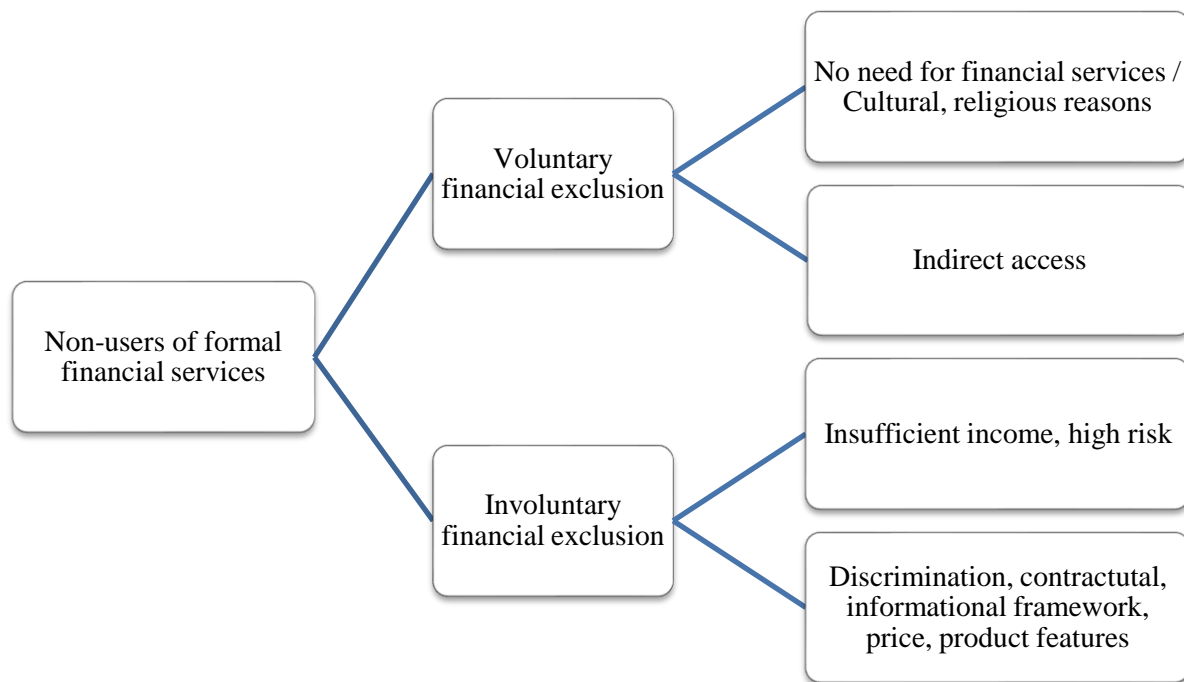 No need for financial services /
Cultural, religious reasons
Voluntary
financial exclusion
Indirect access
Non-users of formal
financial services
Insufficient income, high risk
Involuntary
financial exclusion
Discrimination, contractutal,
informational framework,
price, product features